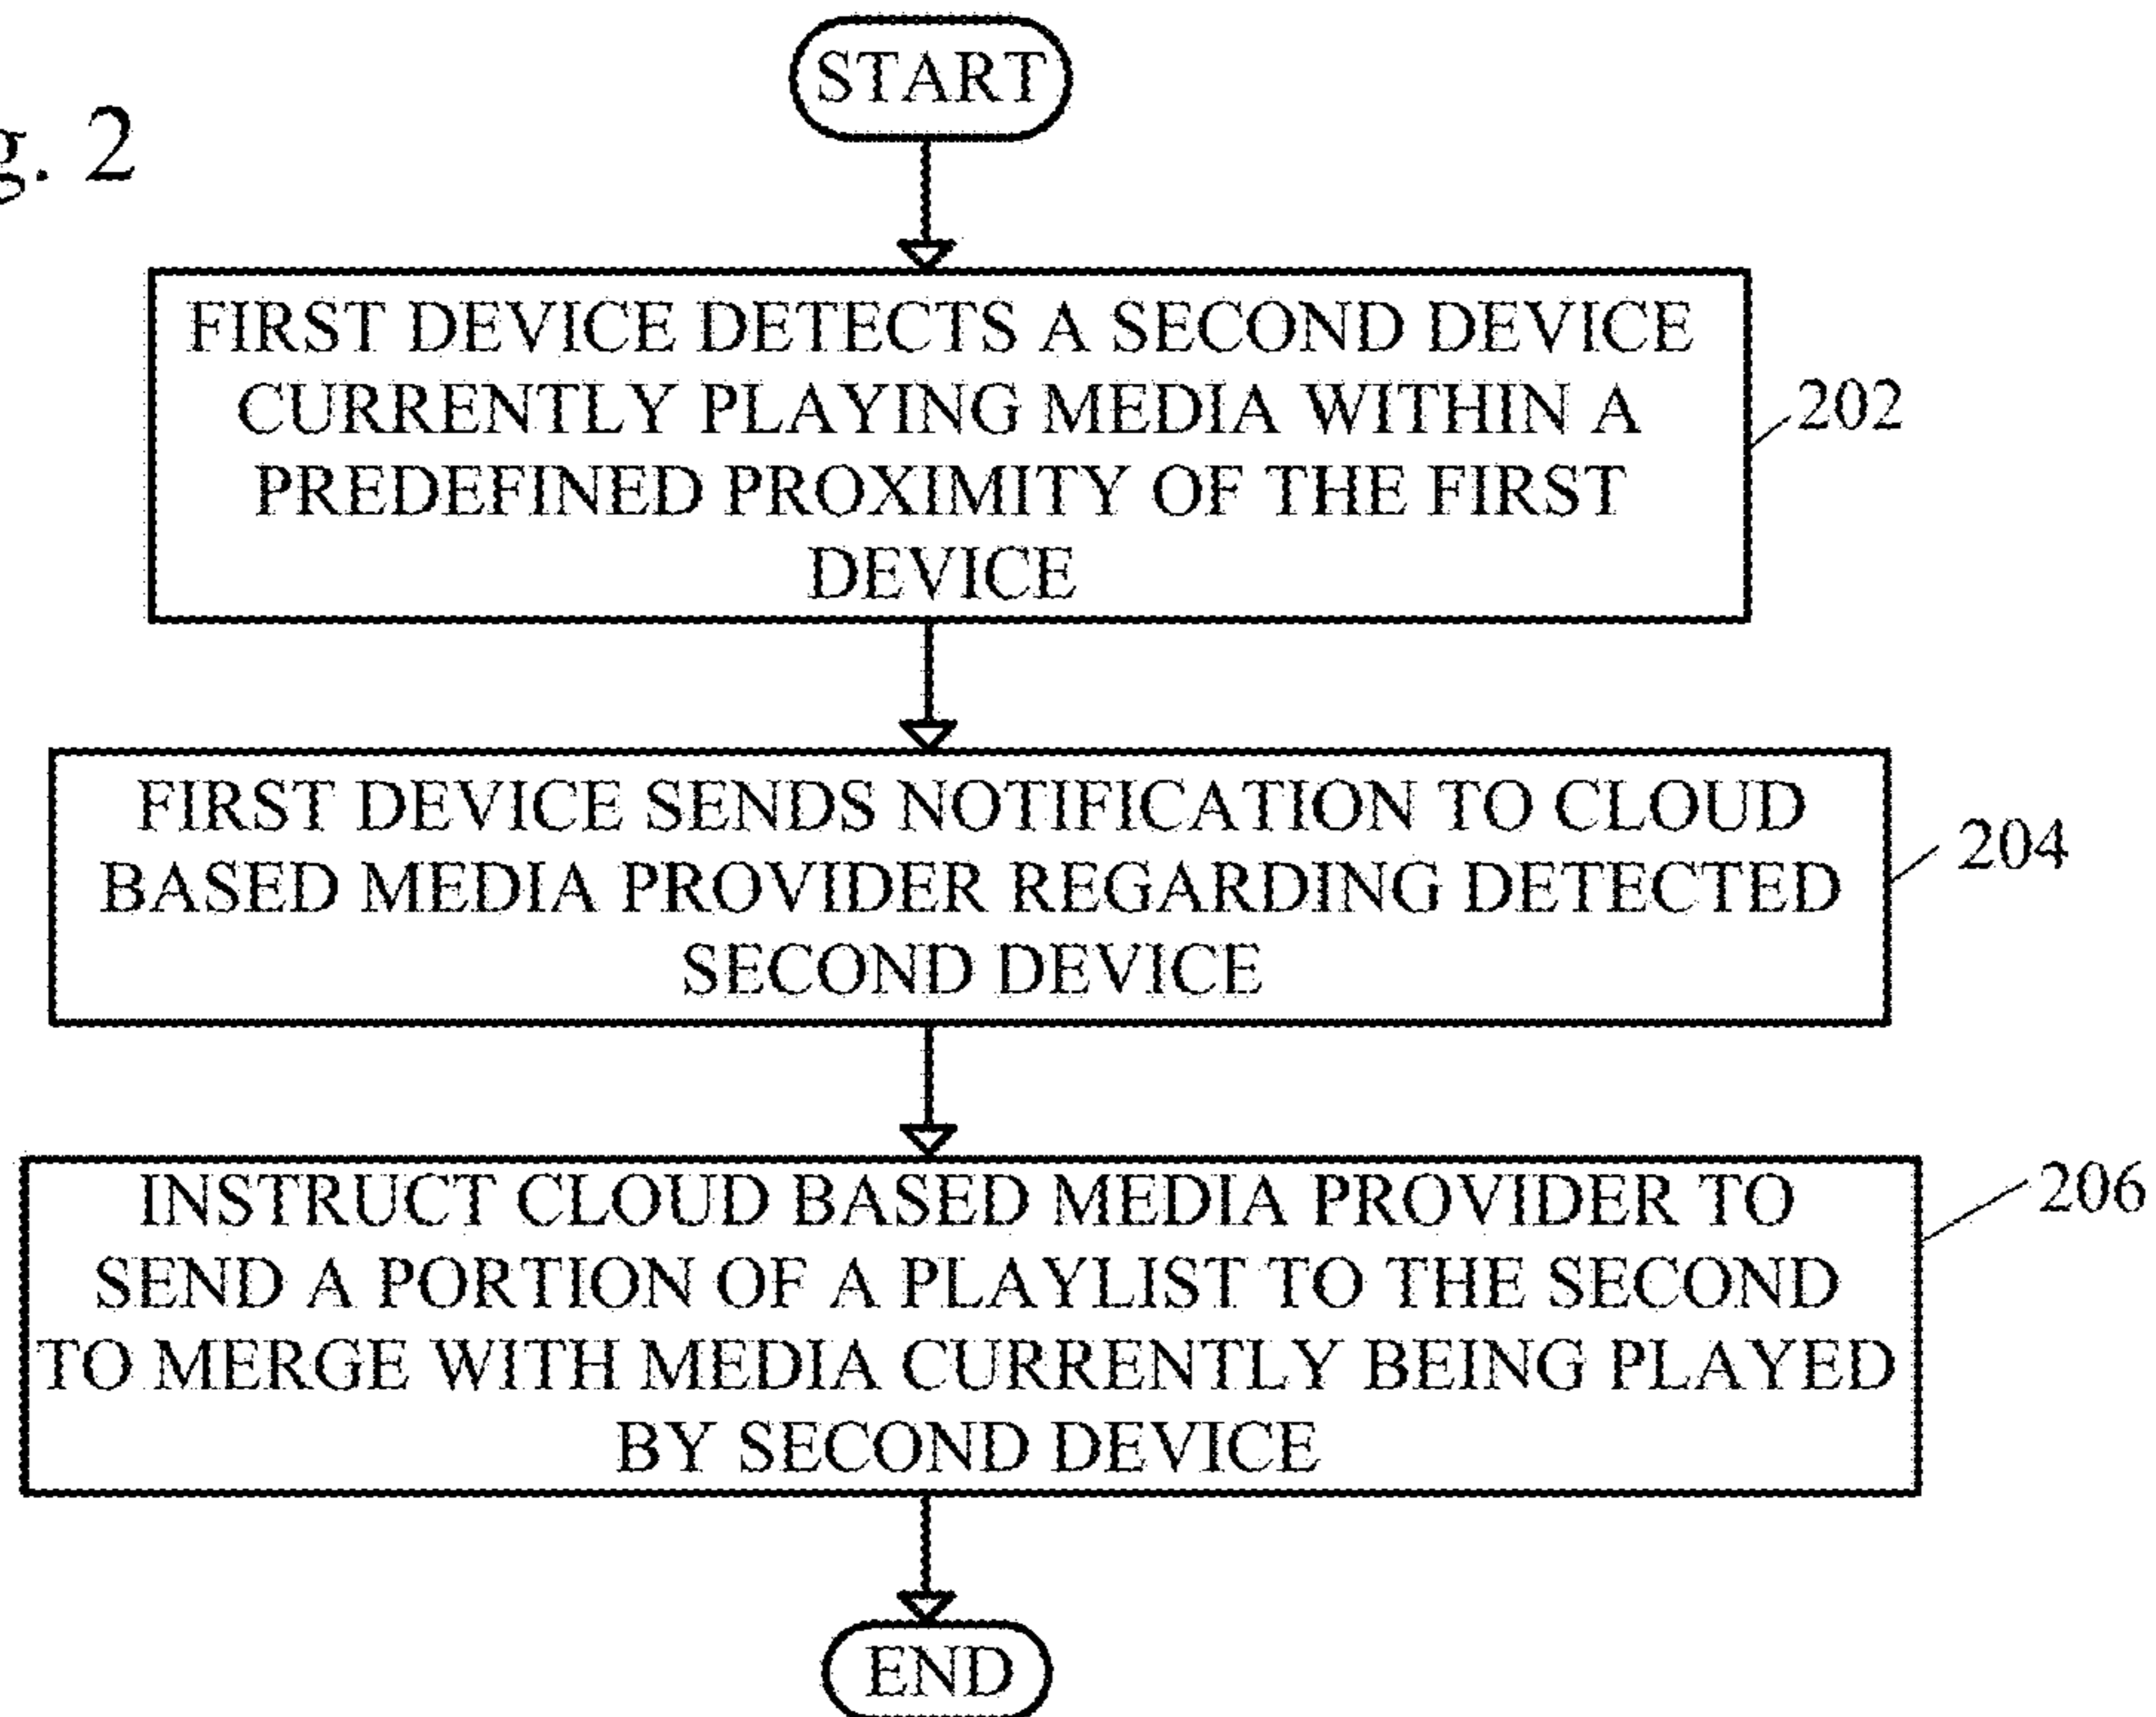 g. 2
START
FIRST DEVICE DETECTS A SECOND DEVICE
CURRENTLY PLAYING MEDIA WITHIN A
PREDEFINED PROXIMITY OF THE FIRST
DEVICE
202
FIRST DEVICE SENDS NOTIFICATION TO CLOUD
BASED MEDIA PROVIDER REGARDING DETECTED
SECOND DEVICE
204
INSTRUCT CLOUD BASED MEDIA PROVIDER TO
SEND A PORTION OF A PLAYLIST TO THE SECOND
TO MERGE WITH MEDIA CURRENTLY BEING PLAYED
BY SECOND DEVICE
206
END